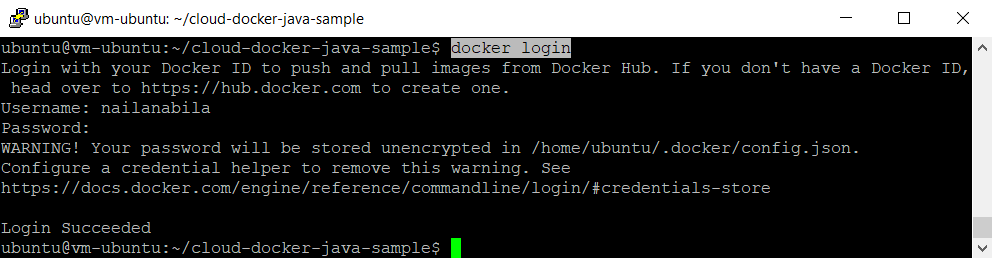 ubuntu@vm-ubuntu: ~/cloud-docker-java-sample
ubuntu@vm-ubuntu:~/cloud-docker-java-sample$ docker login
Login with your Docker ID to push and pull images from Docker Hub. If you don't have a Docker ID,
 head over to https://hub.docker.com to create one.
Username: nailanabila
Password:
WARNING! Your password will be stored unencrypted in /home/ubuntu/.docker/config.json.
Configure a credential helper to remove this warning. See
https://docs.docker.com/engine/reference/commandline/login/#credentials-store
Login Succeeded
ubuntu@vm-ubuntu:~/cloud-docker-java-sample$